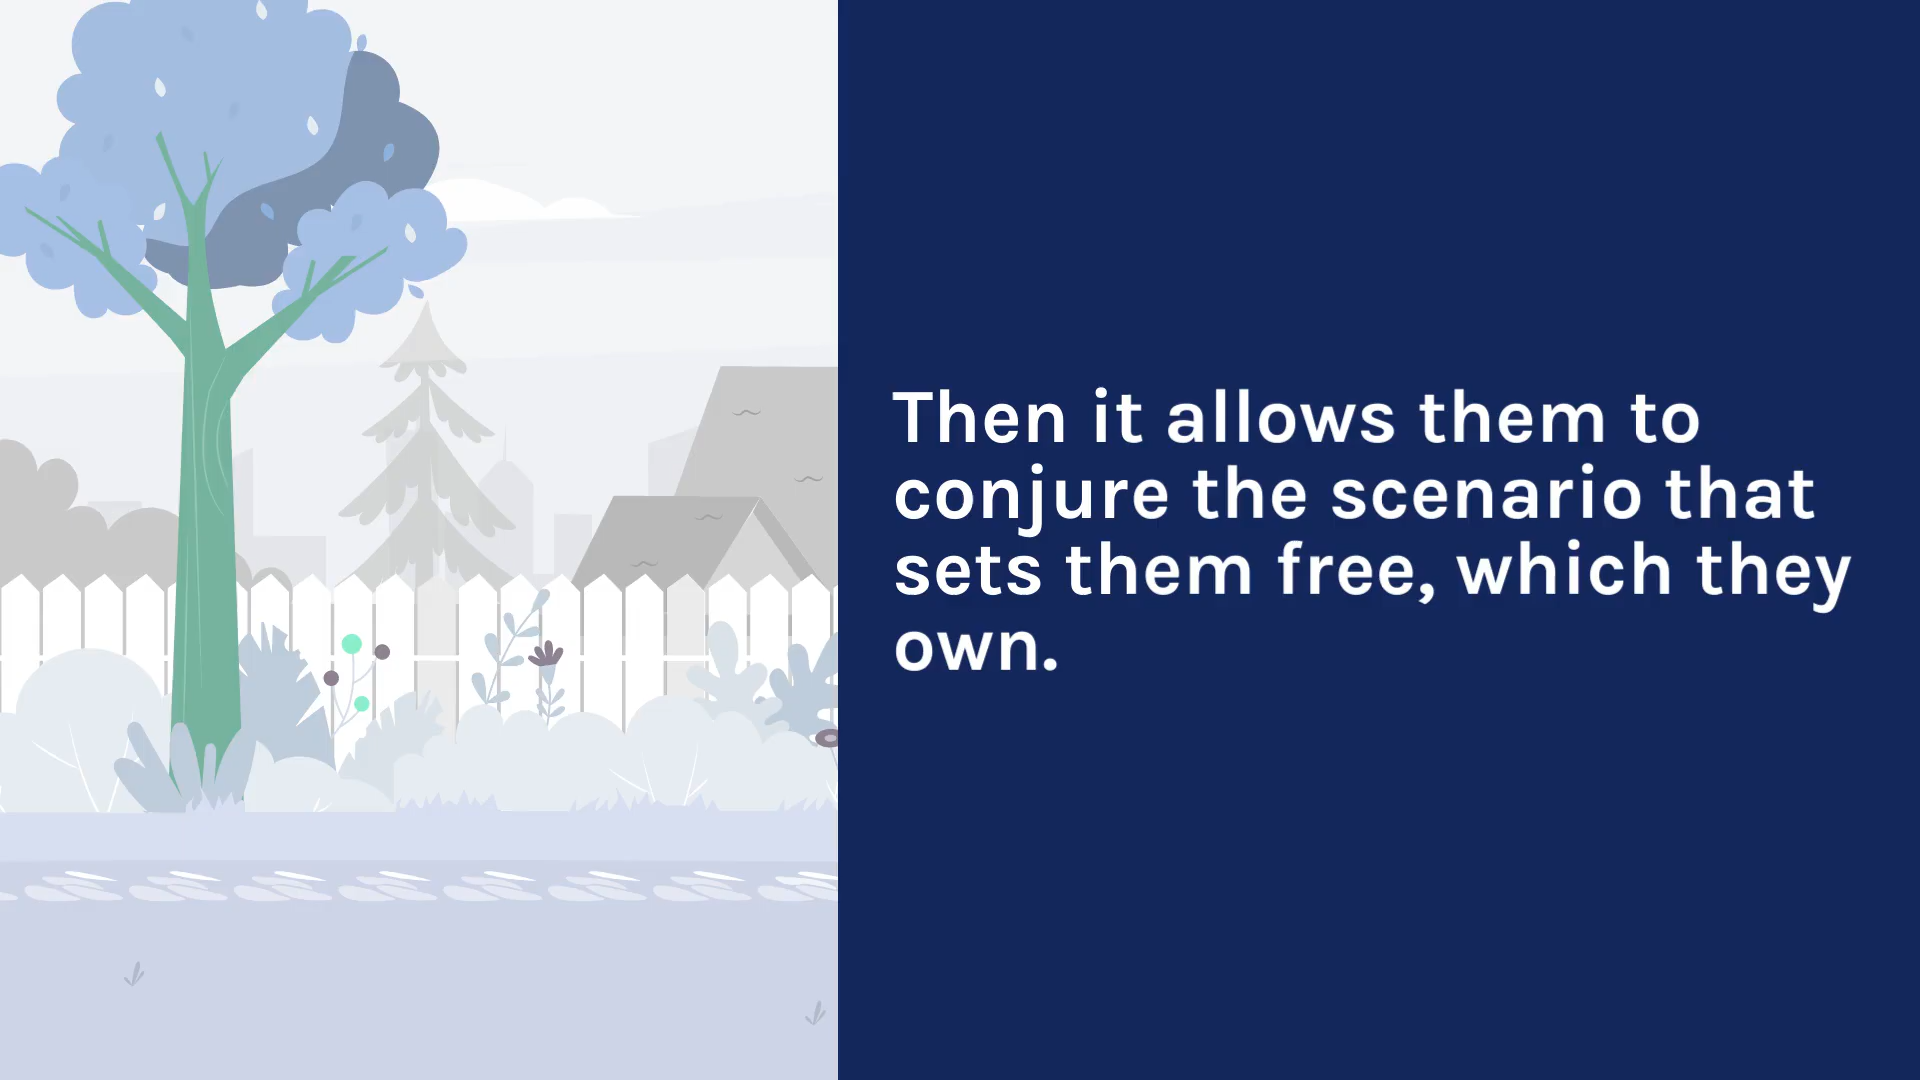 Then it allows them to
conjure the scenario that
sets them free, which they
own.